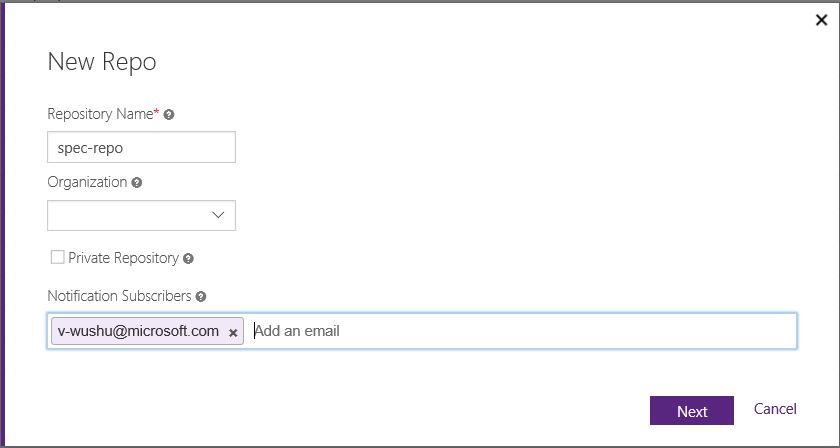 New Repo
Repository Name*
spec-repo
Organization
Private Repository
Notification Subscribers
v-wushu@microsoft.com × Add an email
Next Cancel